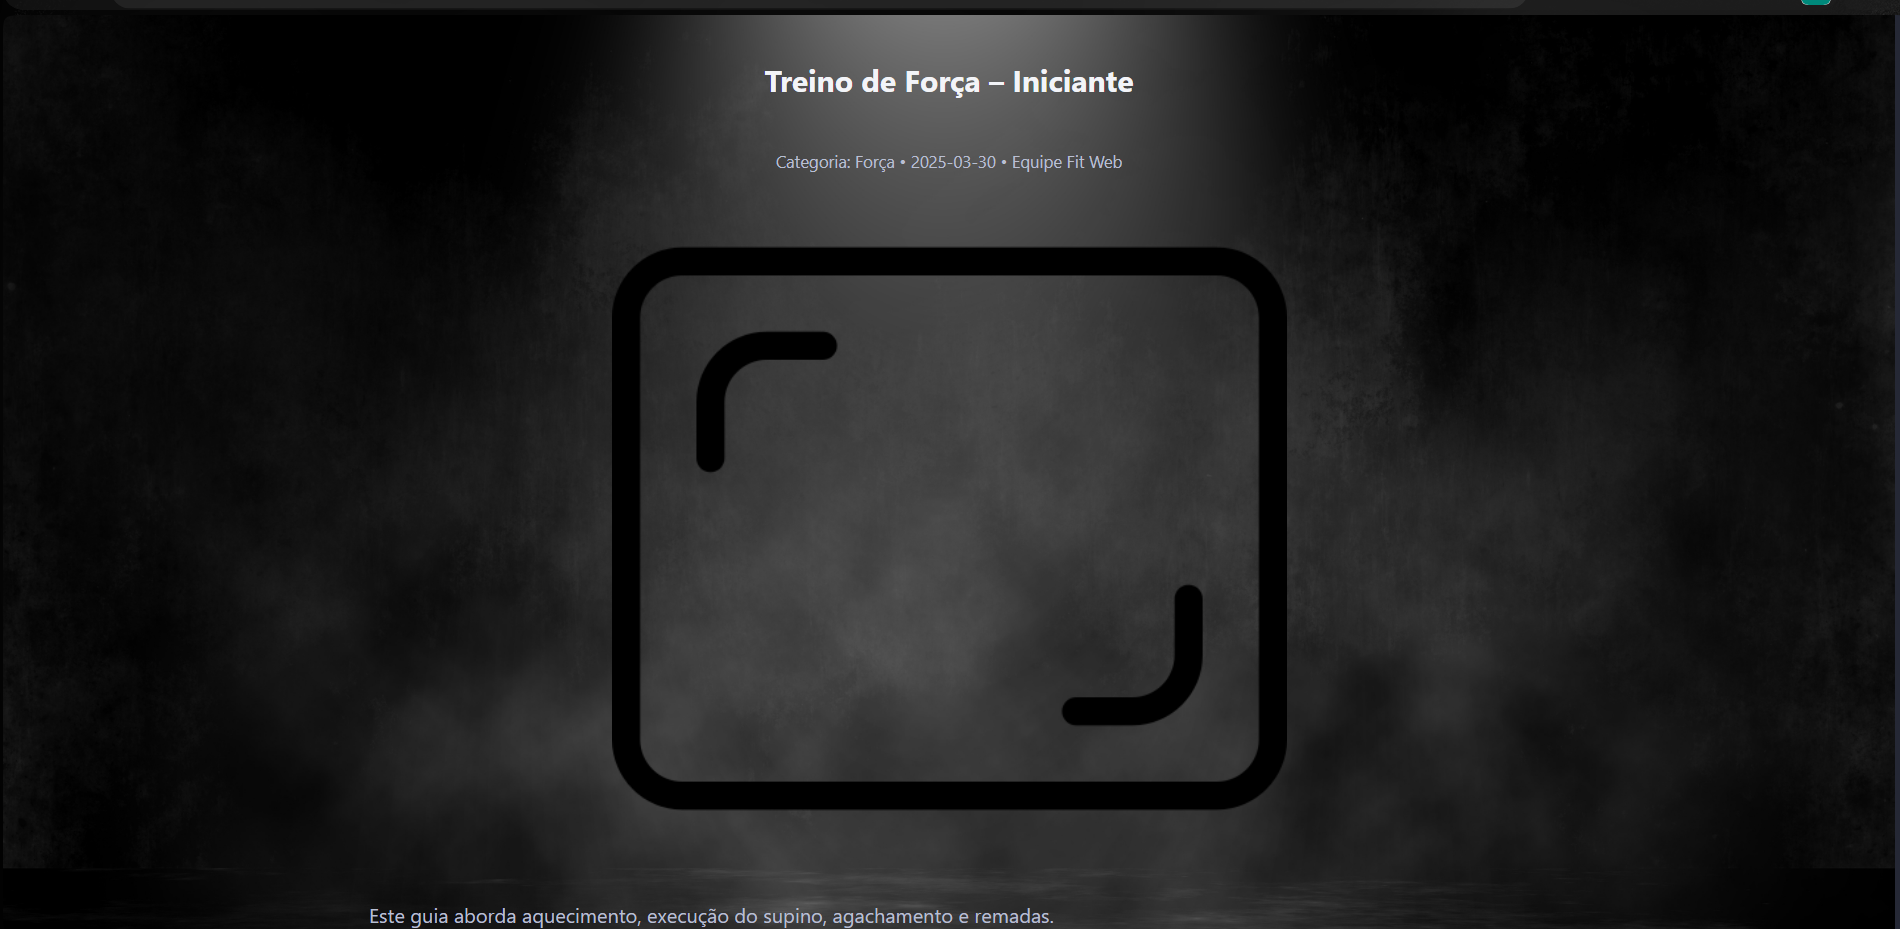 Treino de Força – Iniciante
Categoria: Força • 2025-03-30 • Equipe Fit Web
Este guia aborda aquecimento, execução do supino, agachamento e remadas.